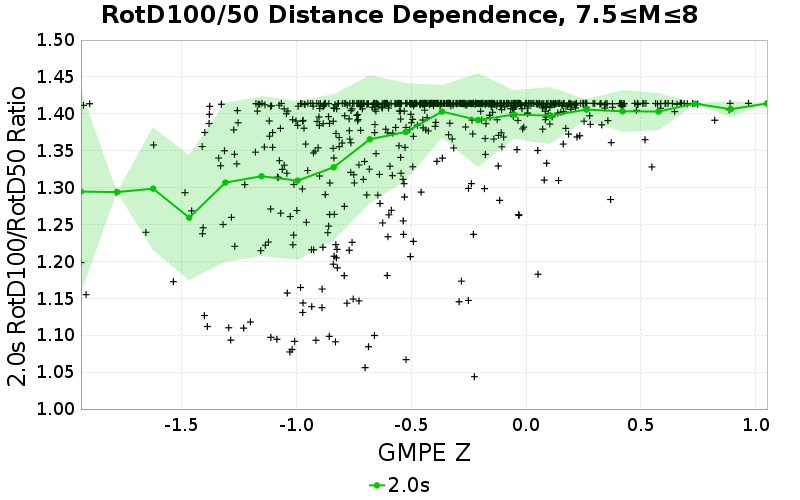 RotD100/50 Distance Dependence, 7.5≤M≤8
2.0s RotD100/RotD50 Ratio
1.50
1.45
1.40
1.35
1.30
1.25
1.20
1.15
1.10
1.05
1.00
-1.5 -1.0 -0.5 0.0 0.5 1.0
GMPE Z
2.0s